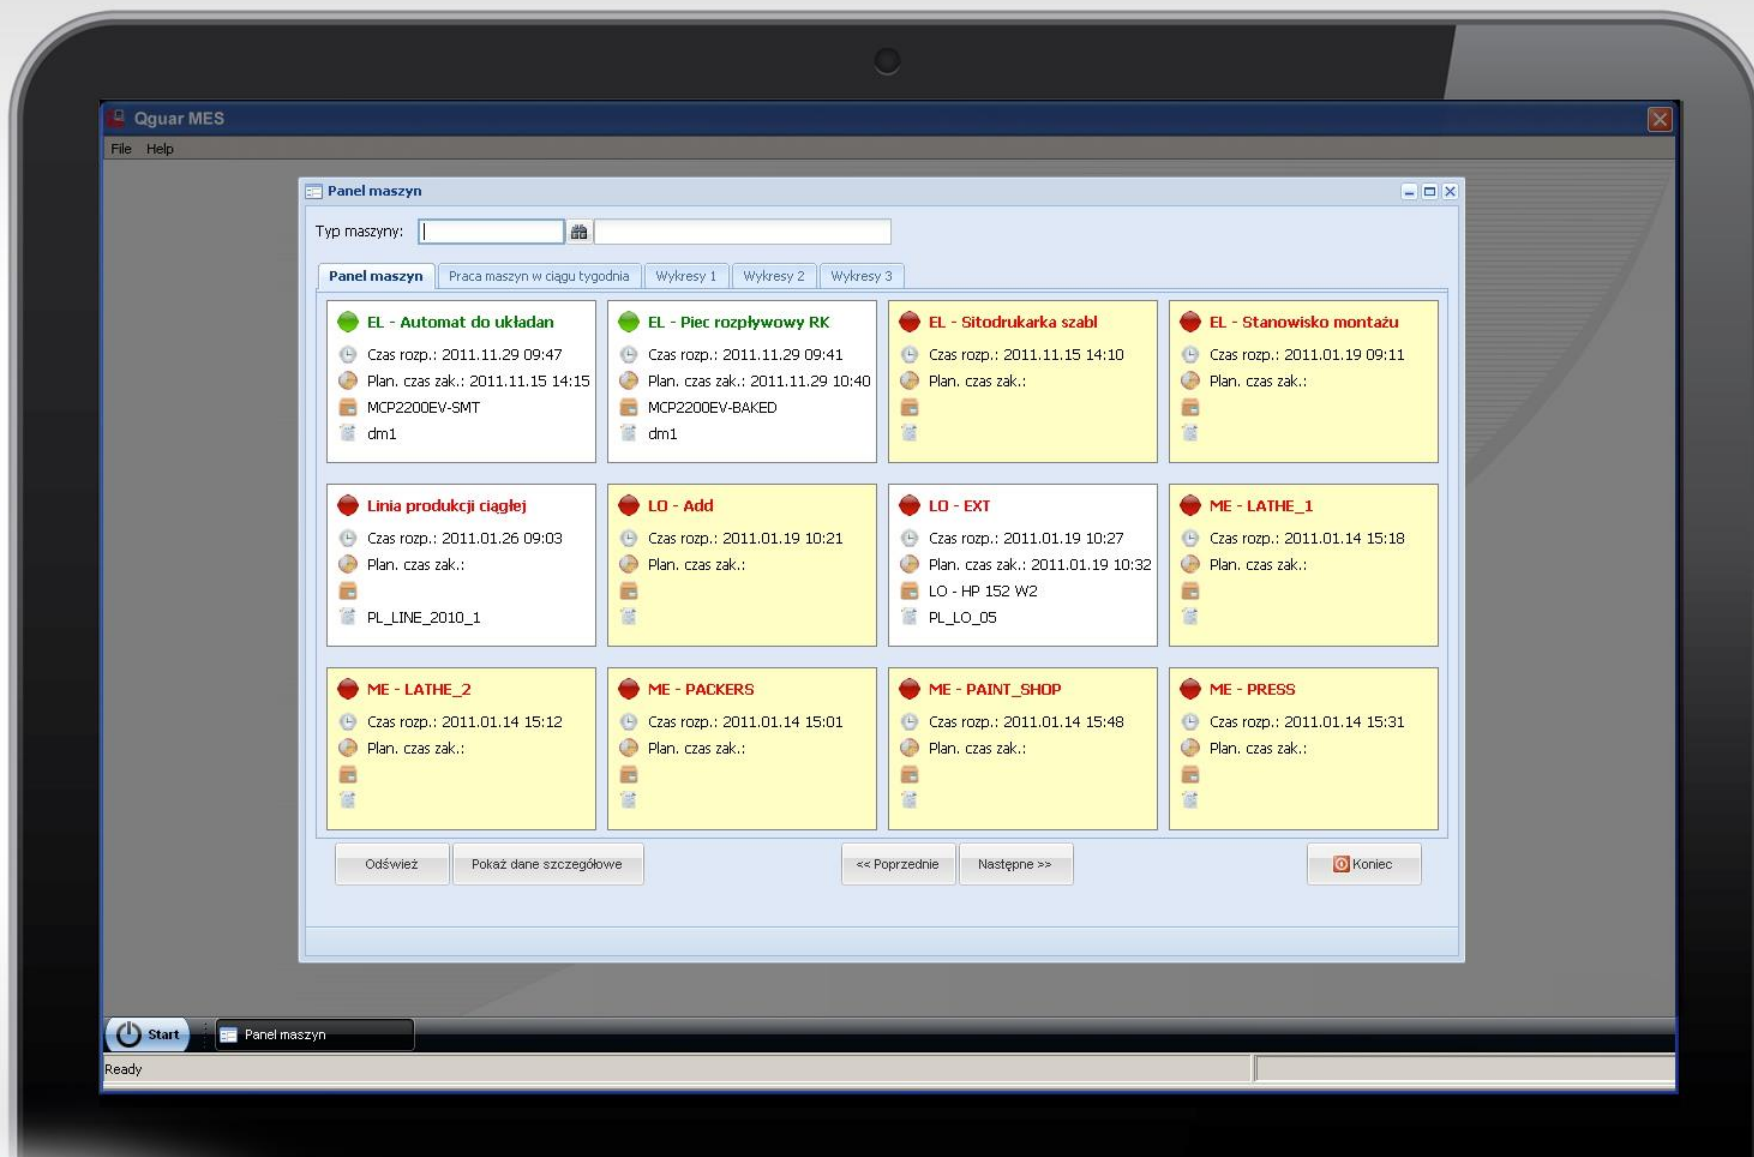 Qguar MES
File Help
Panel maszyn
Typ maszyny:
Panel maszyn Praca maszyn w ciągu tygodnia Wykresy 1 Wykresy 2 Wykresy 3
EL - Automat do układan
Czas rozp.: 2011.11.29 09:47
Plan. czas zak.: 2011.11.15 14:15
MCP2200EV-SMT
dm1
EL - Piec rozpływowy RK
Czas rozp.: 2011.11.29 09:41
Plan. czas zak.: 2011.11.29 10:40
MCP2200EV-BAKED
dm1
EL - Sitodrukarka szabl
Czas rozp.: 2011.11.15 14:10
Plan. czas zak.:
EL - Stanowisko montażu
Czas rozp.: 2011.01.19 09:11
Plan. czas zak.:
Linia produkcji ciągłej
Czas rozp.: 2011.01.26 09:03
Plan. czas zak.:
PL_LINE_2010_1
LO - Add
Czas rozp.: 2011.01.19 10:21
Plan. czas zak.:
LO - EXT
Czas rozp.: 2011.01.19 10:27
Plan. czas zak.: 2011.01.19 10:32
LO - HP 152 W2
PL_LO_05
ME - LATHE_1
Czas rozp.: 2011.01.14 15:18
Plan. czas zak.:
ME - LATHE_2
Czas rozp.: 2011.01.14 15:12
Plan. czas zak.:
ME - PACKERS
Czas rozp.: 2011.01.14 15:01
Plan. czas zak.:
ME - PAINT_SHOP
Czas rozp.: 2011.01.14 15:48
Plan. czas zak.:
ME - PRESS
Czas rozp.: 2011.01.14 15:31
Plan. czas zak.:
Odśwież Pokaż dane szczegółowe << Poprzednie Następne >> Koniec
Start Panel maszyn
Ready